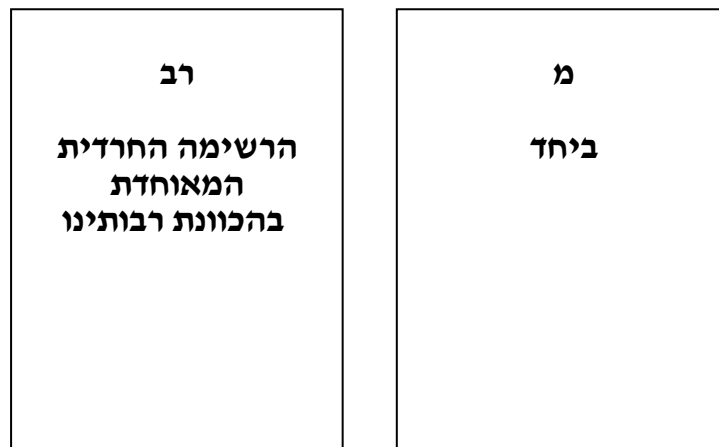 מ
ביחד
רב
הרשימה החרדית
המאוחדת
בהכוונת רבותינו